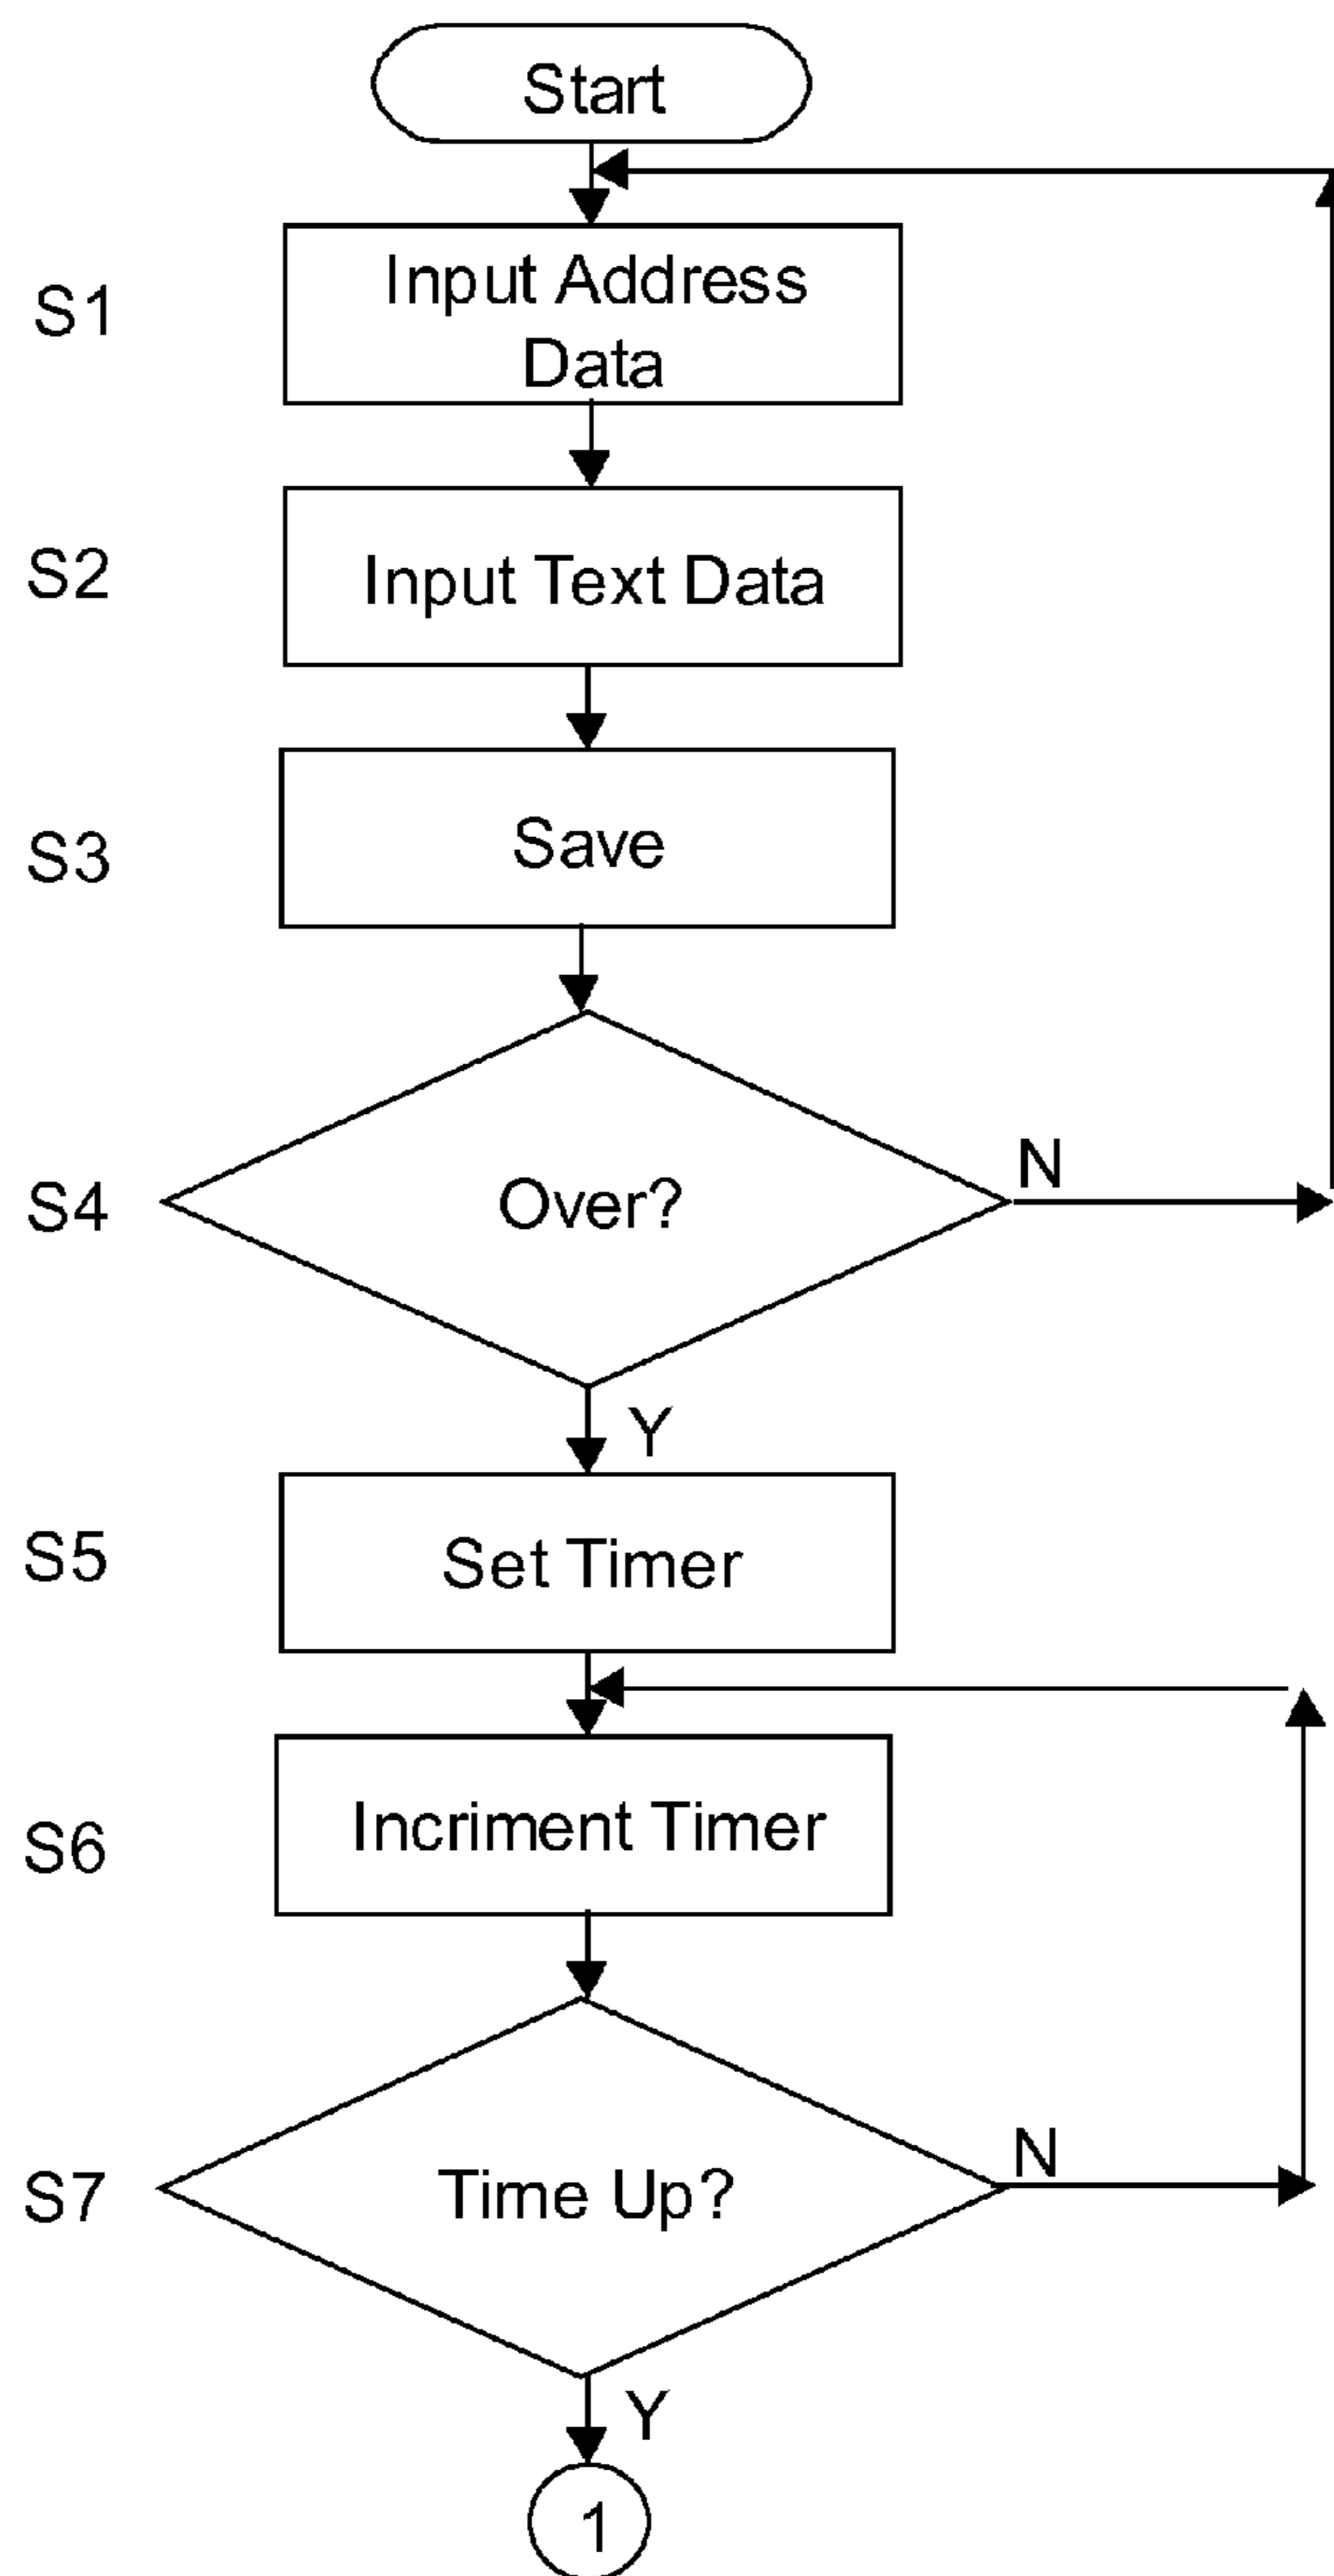 Start
S1
Input Address
Data
S2
Input Text Data
S3
Save
S4
Over?
N
Y
S5
Set Timer
S6
Incriment Timer
S7
Time Up?
N
Y
1